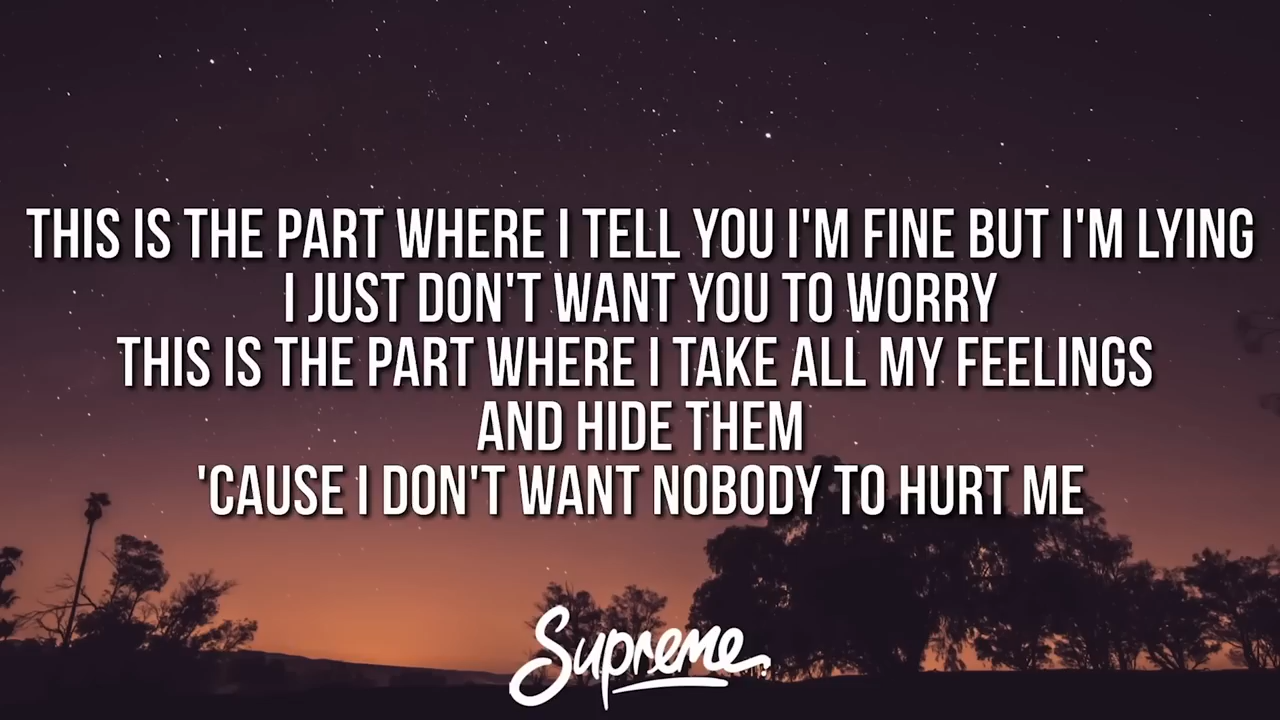 THIS IS THE PART WHERE I TELL YOU I'M FINE BUT I'M LYING
I JUST DON'T WANT YOU TO WORRY
THIS IS THE PART WHERE I TAKE ALL MY FEELINGS
AND HIDE THEM
'CAUSE I DON'T WANT NOBODY TO HURT ME
Supreme.